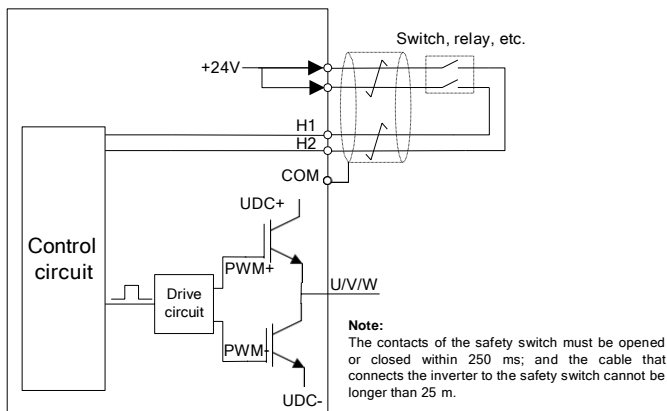 Switch, relay, etc.
+24V
H1
H2
COM
UDC+
Control
circuit
PWM+
Drive
circuit
U/V/W
PWM-
UDC-
Note:
The contacts of the safety switch must be opened
or closed within 250 ms; and the cable that
connects the inverter to the safety switch cannot be
longer than 25 m.